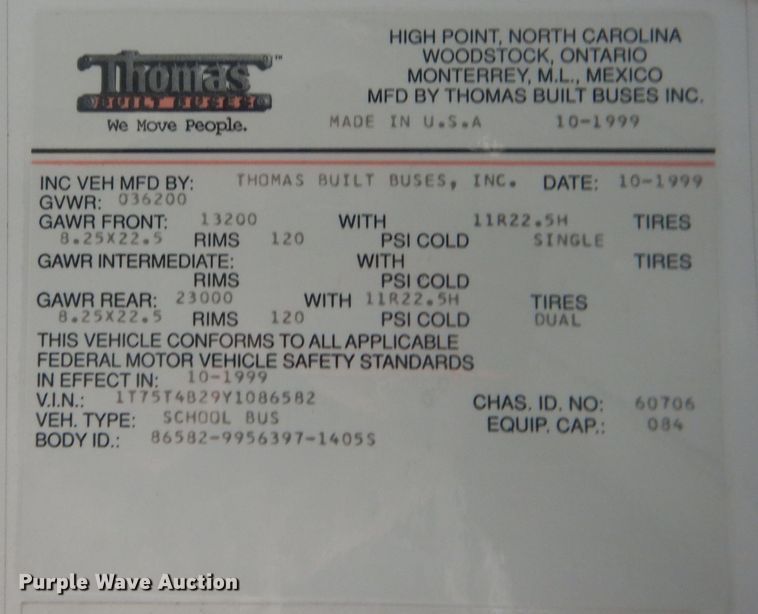 Thomas™
BUILT BUSES
We Move People.
HIGH POINT, NORTH CAROLINA
WOODSTOCK, ONTARIO
MONTERREY, M.L., MEXICO
MFD BY THOMAS BUILT BUSES INC.
MADE IN U.S.A 10-1999
INC VEH MFD BY: THOMAS BUILT BUSES, INC. DATE: 10-1999
GVWR: 036200
GAWR FRONT: 13200 WITH 11R22.5H TIRES
8.25X22.5 RIMS 120 PSI COLD SINGLE
GAWR INTERMEDIATE: WITH TIRES
RIMS PSI COLD
GAWR REAR: 23000 WITH 11R22.5H TIRES
8.25X22.5 RIMS 120 PSI COLD DUAL
THIS VEHICLE CONFORMS TO ALL APPLICABLE
FEDERAL MOTOR VEHICLE SAFETY STANDARDS
IN EFFECT IN: 10-1999
V.I.N.: 1T75T4B29Y1086582 CHAS. ID. NO: 60706
VEH. TYPE: SCHOOL BUS EQUIP. CAP.: 084
BODY ID.: 86582-9956397-1405S
Purple Wave Auction